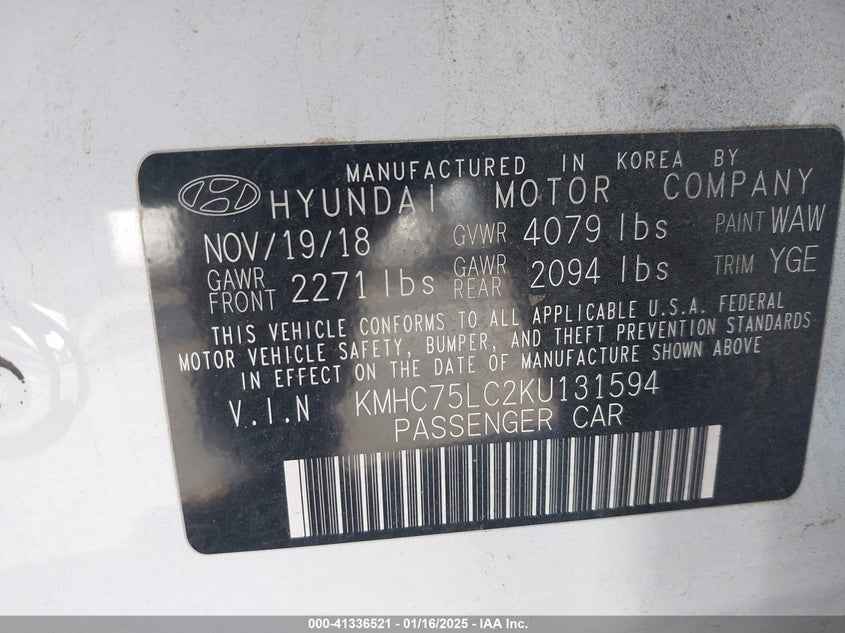 MANUFACTURED IN KOREA BY
HYUNDAI MOTOR COMPANY
NOV/19/18 GVWR 4079 lbs PAINT WAW
GAWR FRONT 2271 lbs GAWR REAR 2094 lbs TRIM YGE
THIS VEHICLE CONFORMS TO ALL APPLICABLE U.S.A. FEDERAL
MOTOR VEHICLE SAFETY, BUMPER, AND THEFT PREVENTION STANDARDS
IN EFFECT ON THE DATE OF MANUFACTURE SHOWN ABOVE
V.I.N KMHC75LC2KU131594
PASSENGER CAR
000-41336521 - 01/16/2025 - IAA Inc.